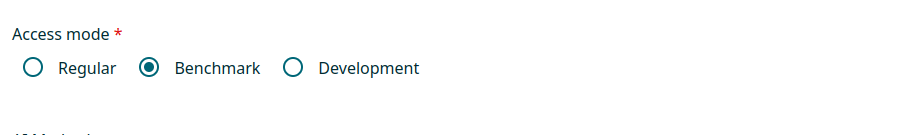 Access mode *
Regular Benchmark Development